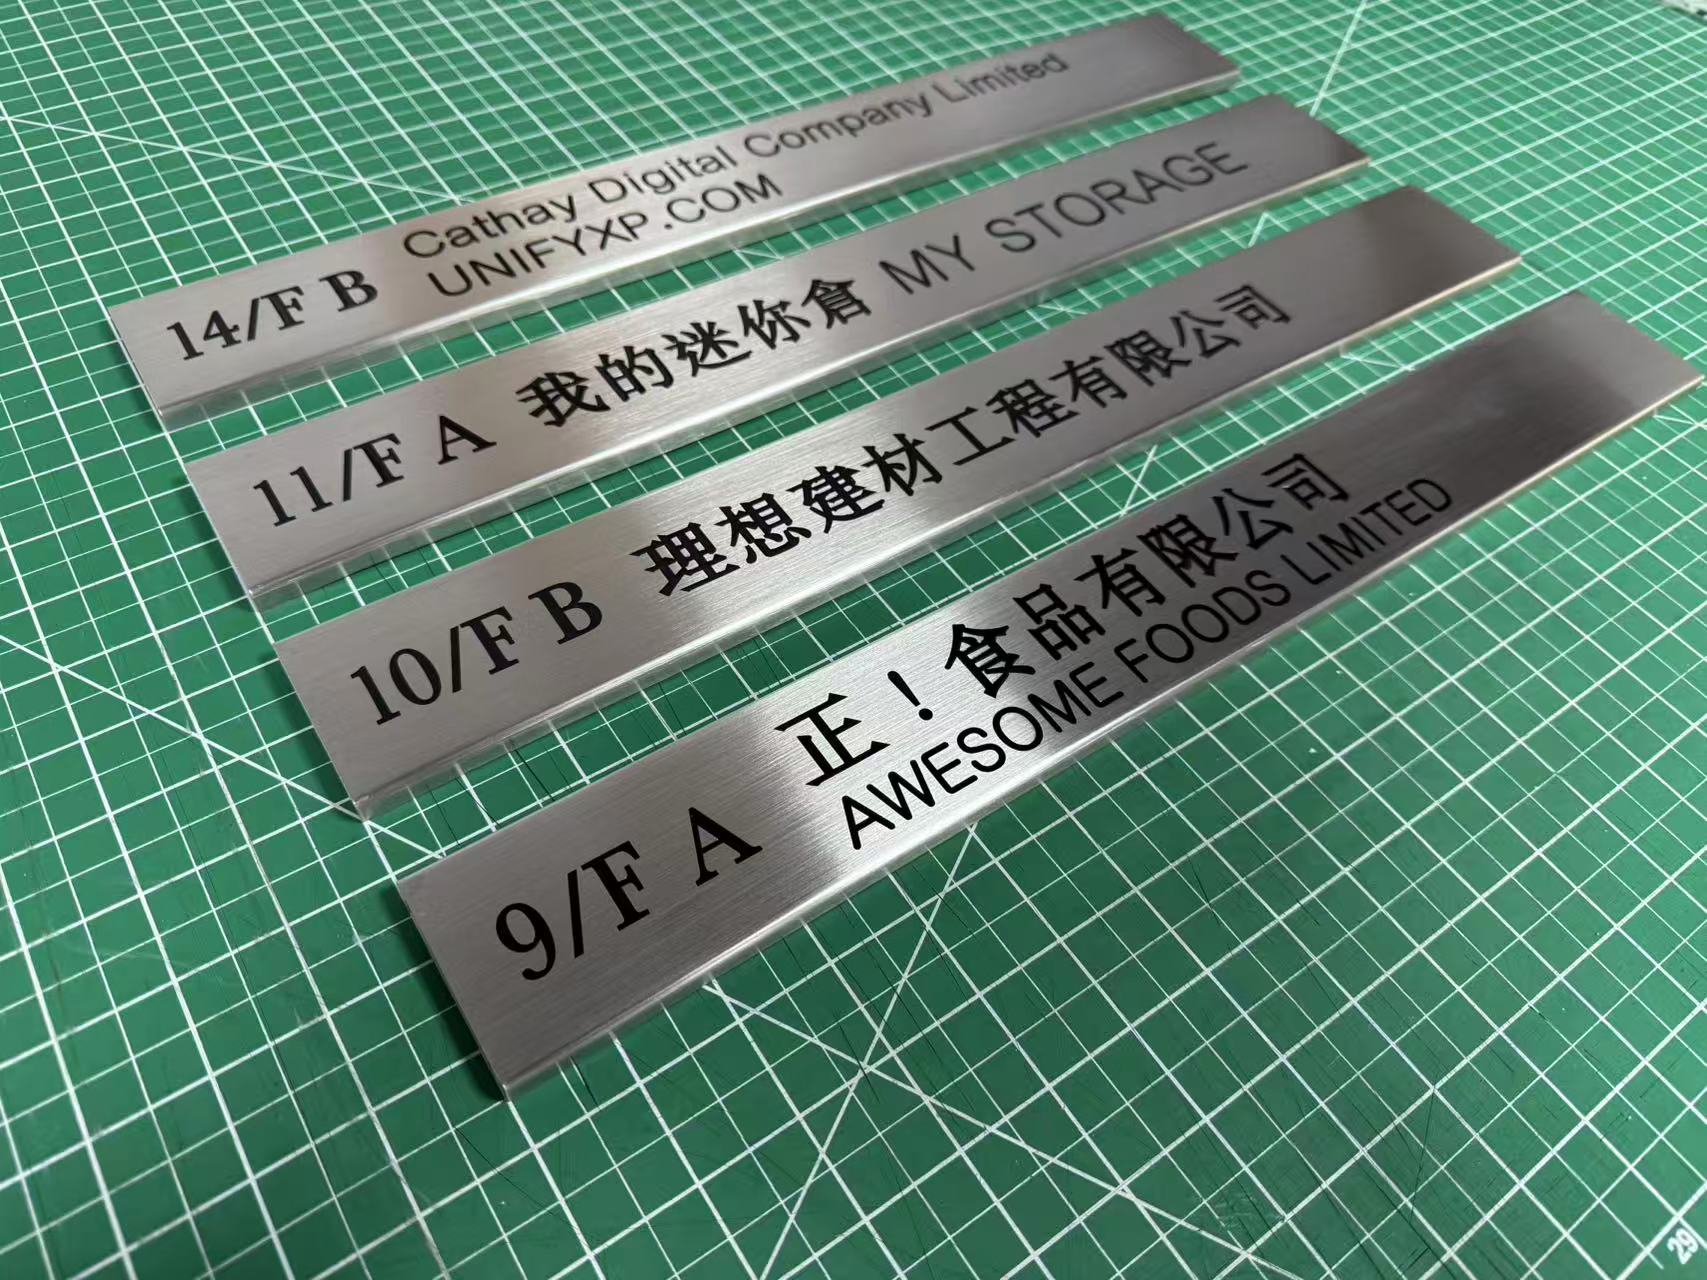 14/F B Cathay Digital Company Limited
UNIFYXP.COM
11/F A 我的迷你倉 MY STORAGE
10/F B 理想建材工程有限公司
9/F A 正！食品有限公司
AWESOME FOODS LIMITED
29